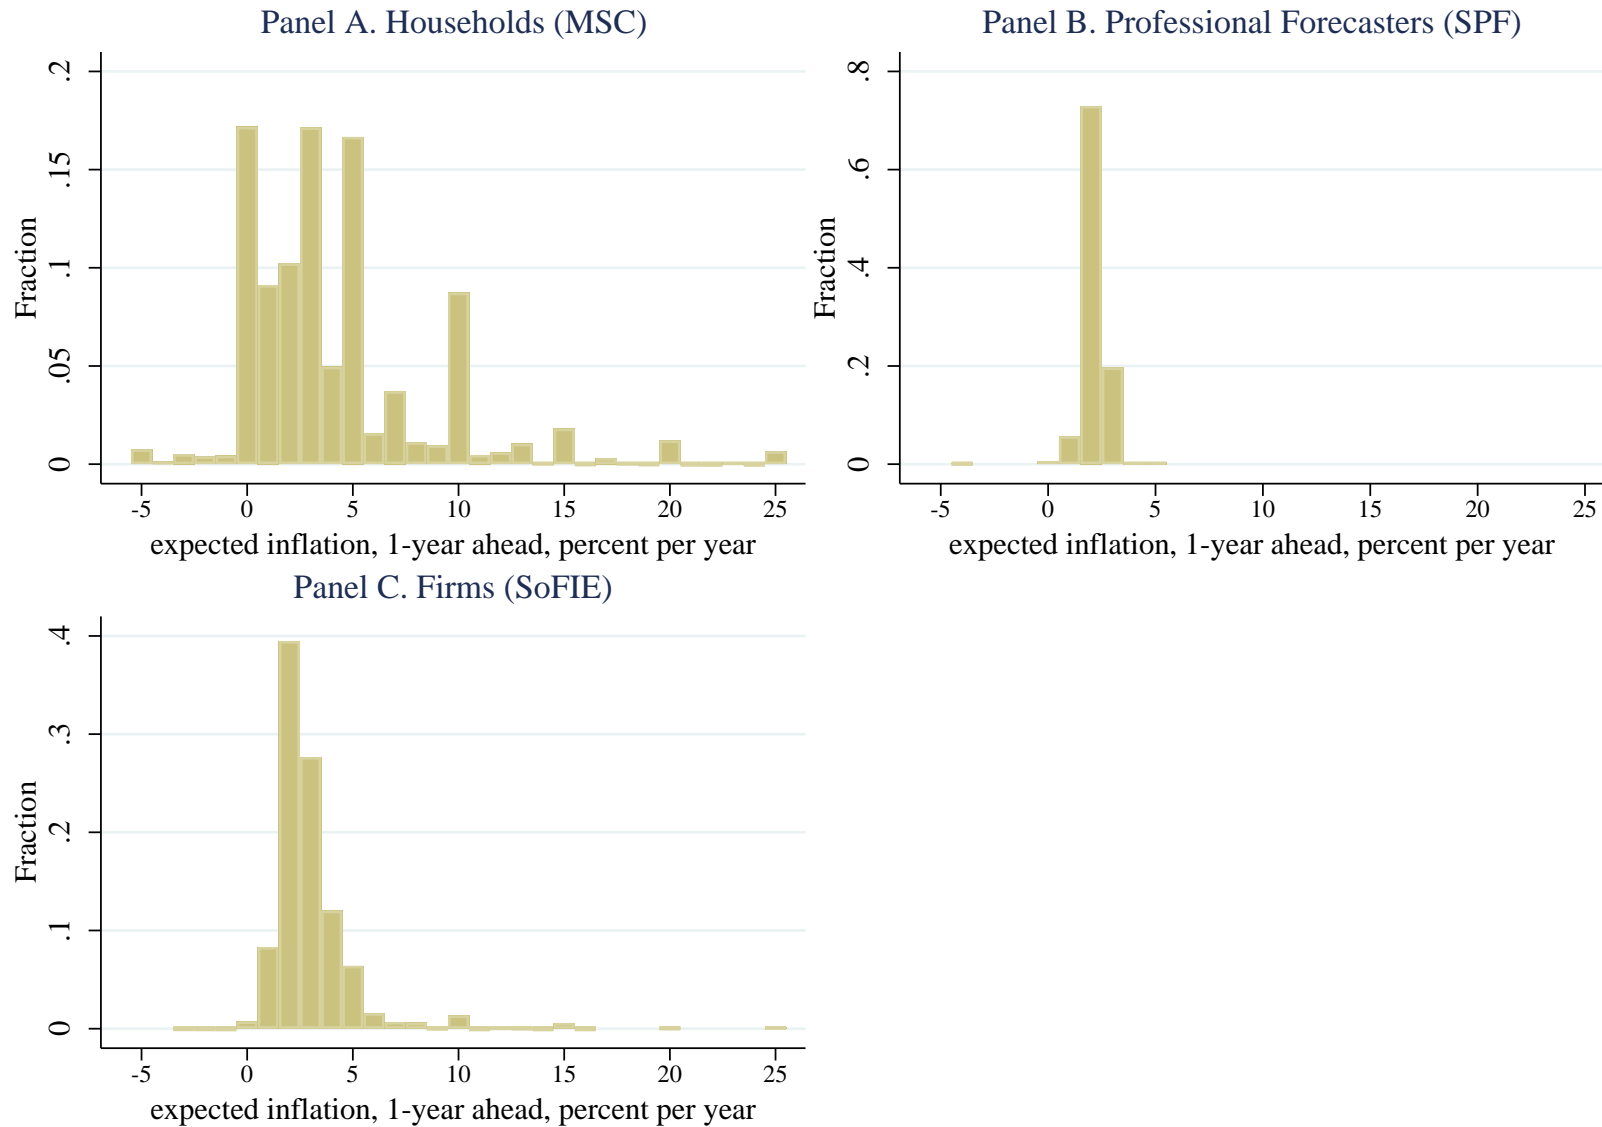 Panel A. Households (MSC)
.2
.15
.1
.05
0
Fraction
-5 0 5 10 15 20 25
expected inflation, 1-year ahead, percent per year
Panel B. Professional Forecasters (SPF)
.8
.6
.4
.2
0
Fraction
-5 0 5 10 15 20 25
expected inflation, 1-year ahead, percent per year
Panel C. Firms (SoFIE)
.4
.3
.2
.1
0
Fraction
-5 0 5 10 15 20 25
expected inflation, 1-year ahead, percent per year